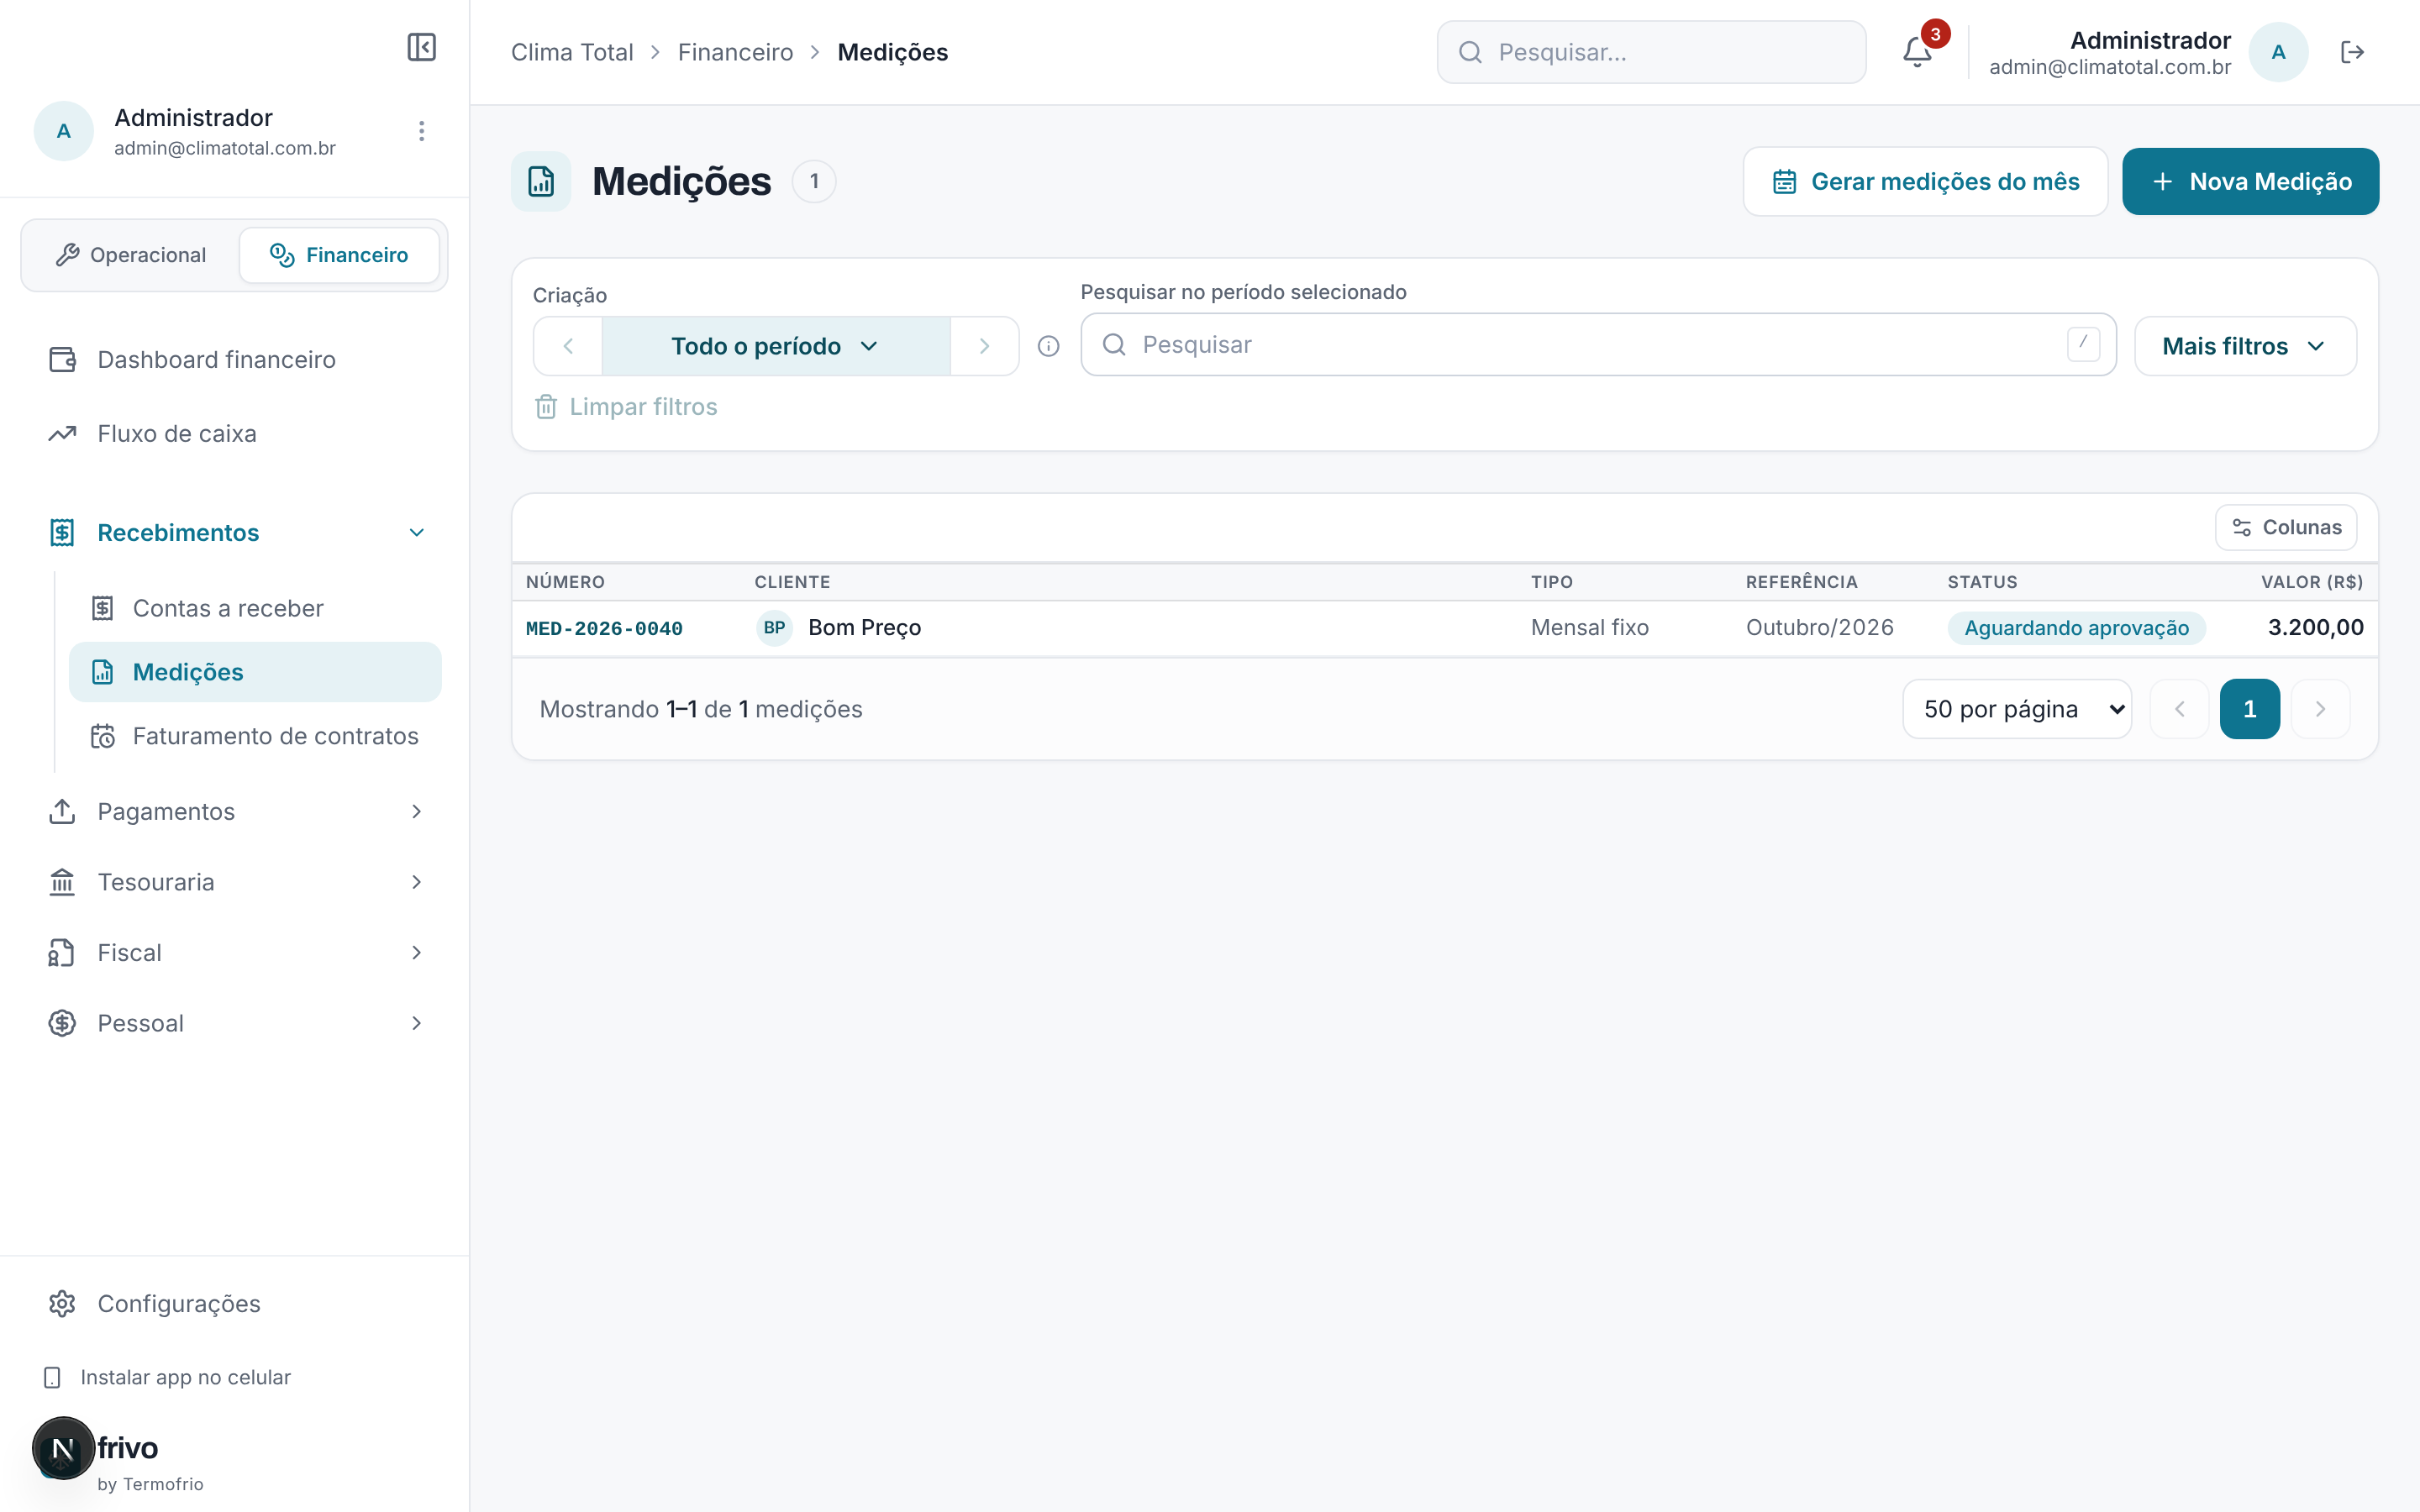 Clima Total > Financeiro > Medições
Pesquisar...
3
Administrador
admin@climatotal.com.br
A
A
Administrador
admin@climatotal.com.br
Operacional
Financeiro
Dashboard financeiro
Fluxo de caixa
Recebimentos
Contas a receber
Medições
Faturamento de contratos
Pagamentos
Tesouraria
Fiscal
Pessoal
Configurações
Instalar app no celular
N
frivo
by Termofrio
Medições 1
Gerar medições do mês
+ Nova Medição
Criação
Todo o período
Pesquisar no período selecionado
Pesquisar /
Mais filtros
Limpar filtros
Colunas
NÚMERO CLIENTE TIPO REFERÊNCIA STATUS VALOR (R$)
MED-2026-0040 BP Bom Preço Mensal fixo Outubro/2026 Aguardando aprovação 3.200,00
Mostrando 1–1 de 1 medições
50 por página
1